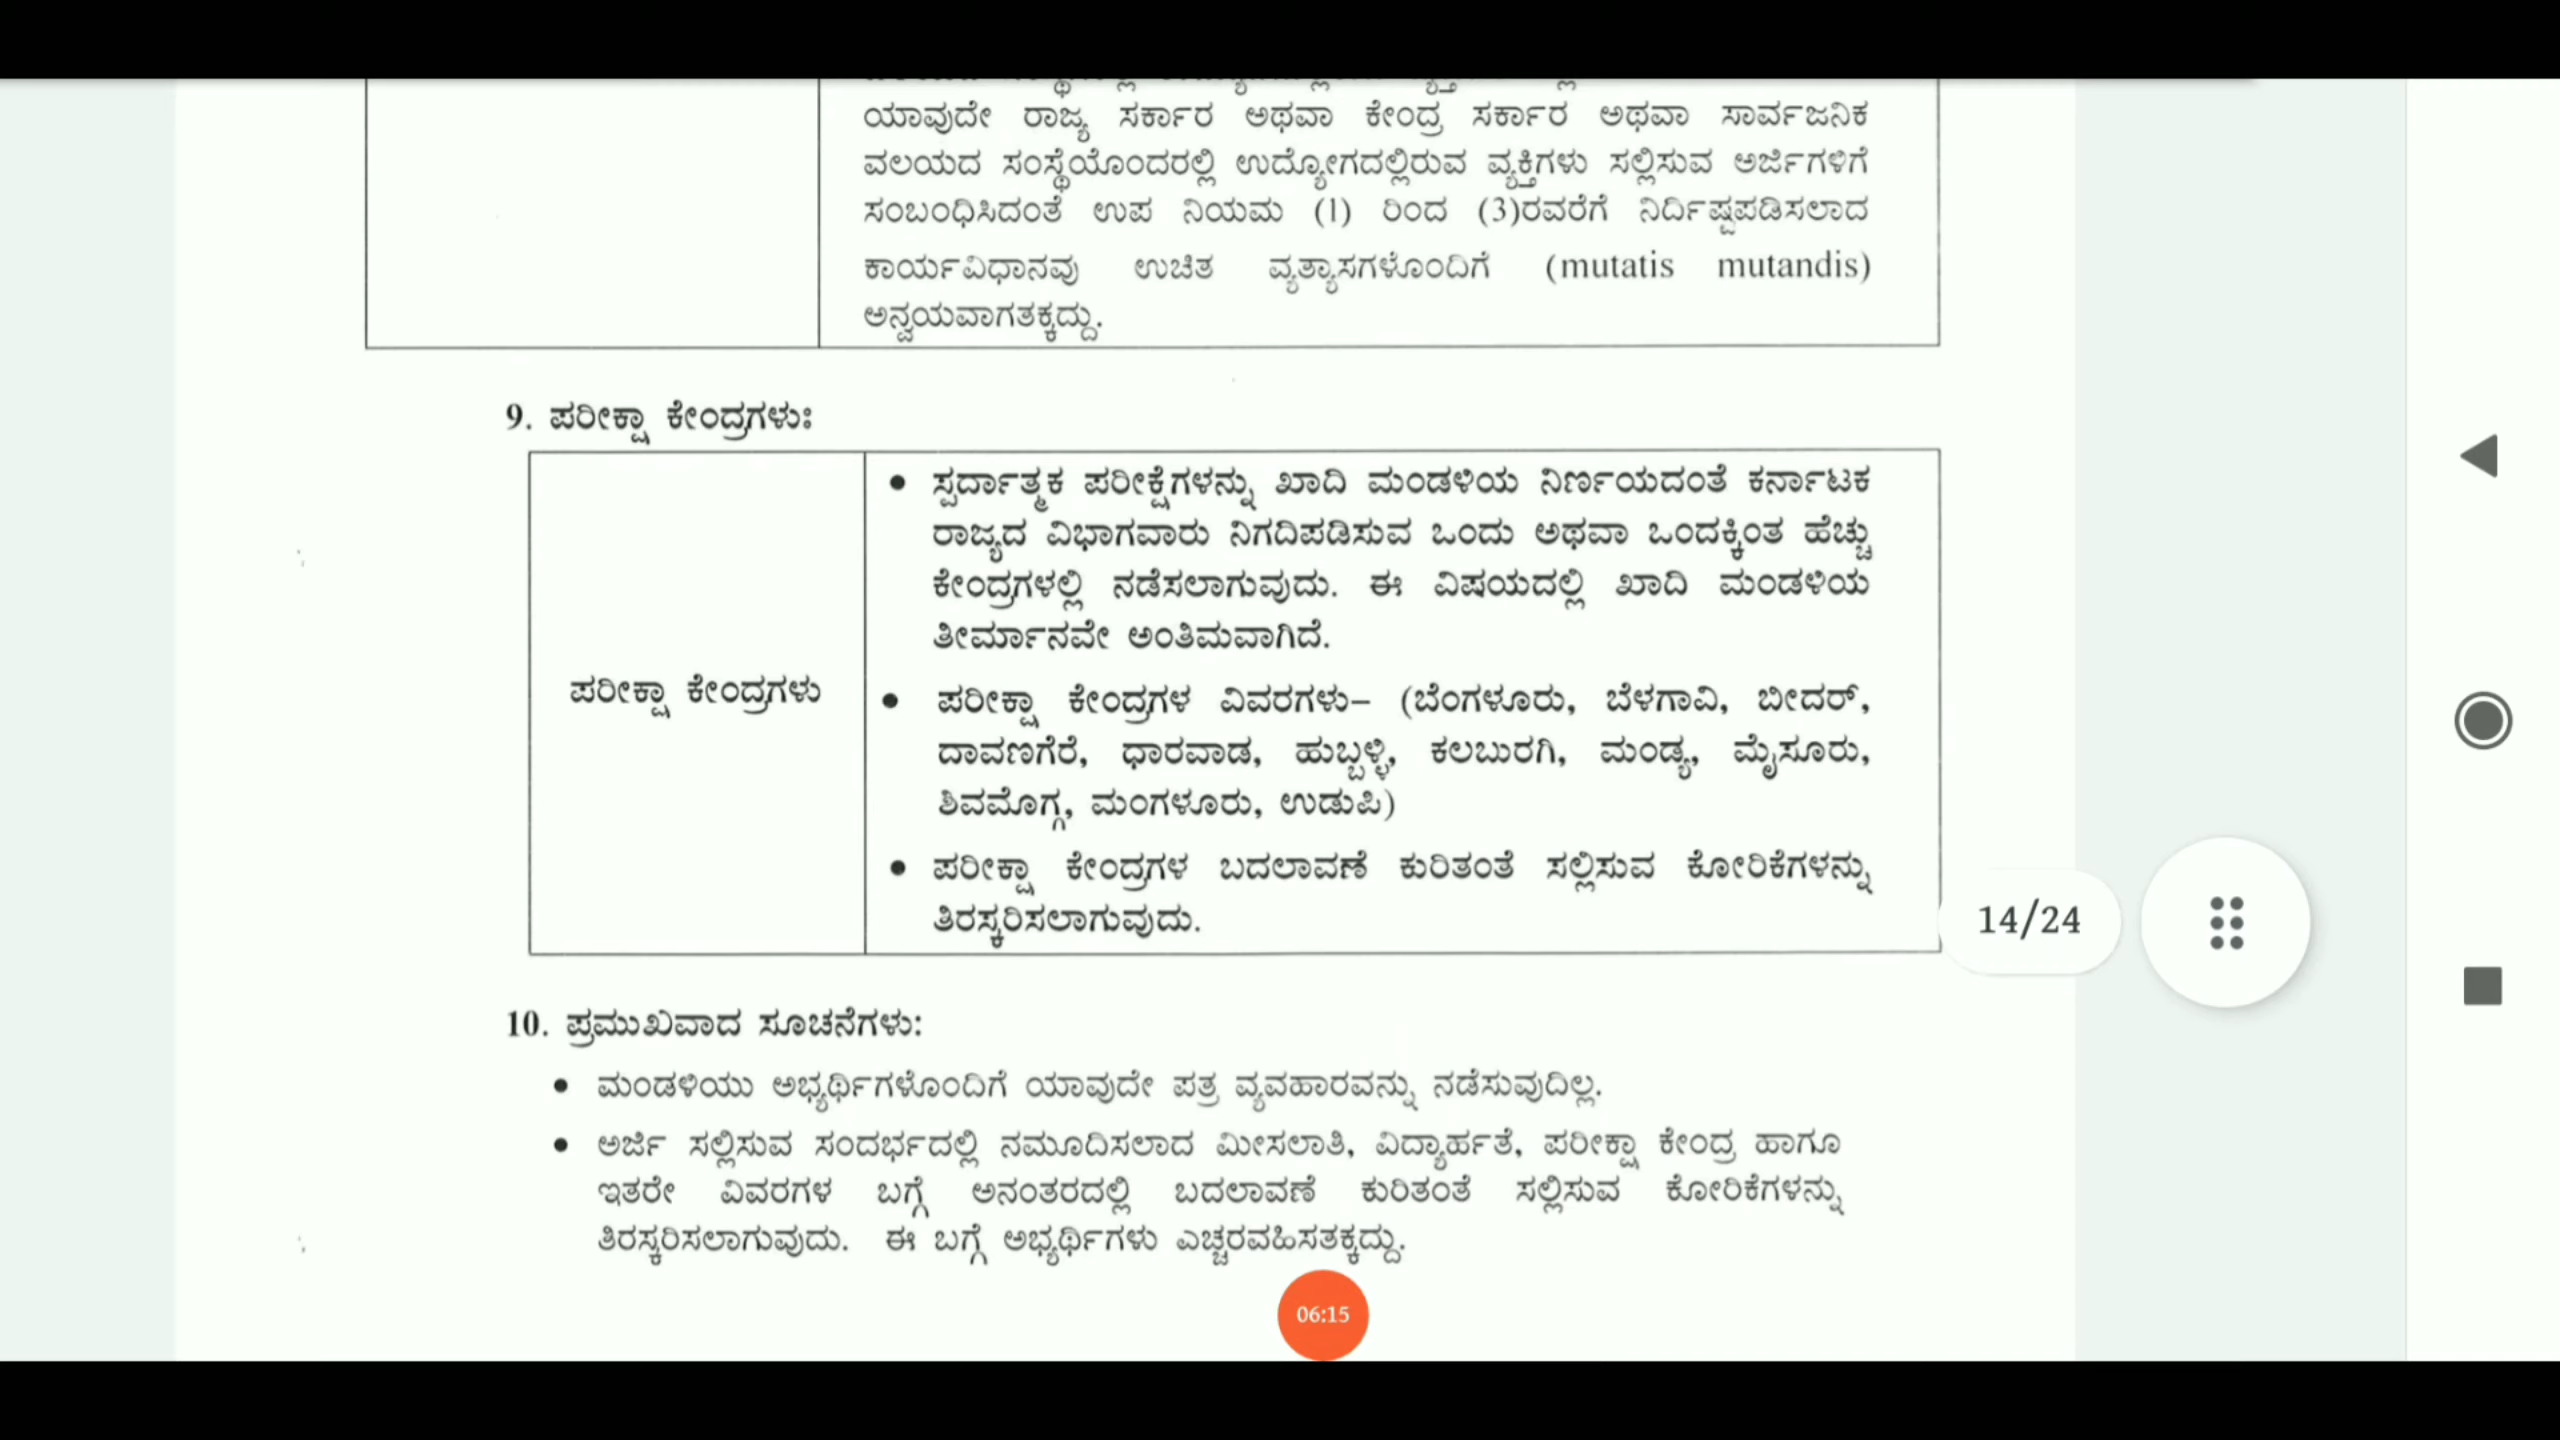 ಯಾವುದೇ ರಾಜ್ಯ ಸರ್ಕಾರ ಅಥವಾ ಕೇಂದ್ರ ಸರ್ಕಾರ ಅಥವಾ ಸಾರ್ವಜನಿಕ
ವಲಯದ ಸಂಸ್ಥೆಯೊಂದರಲ್ಲಿ ಉದ್ಯೋಗದಲ್ಲಿರುವ ವ್ಯಕ್ತಿಗಳು ಸಲ್ಲಿಸುವ ಅರ್ಜಿಗಳಿಗೆ
ಸಂಬಂಧಿಸಿದಂತೆ ಉಪ ನಿಯಮ (1) ರಿಂದ (3)ರವರೆಗೆ ನಿರ್ದಿಷ್ಟಪಡಿಸಲಾದ
ಕಾರ್ಯವಿಧಾನವು ಉಚಿತ ವ್ಯತ್ಯಾಸಗಳೊಂದಿಗೆ (mutatis mutandis)
ಅನ್ವಯವಾಗತಕ್ಕದ್ದು.
9. ಪರೀಕ್ಷಾ ಕೇಂದ್ರಗಳುಃ
ಪರೀಕ್ಷಾ ಕೇಂದ್ರಗಳು
• ಸ್ಪರ್ದಾತ್ಮಕ ಪರೀಕ್ಷೆಗಳನ್ನು ಖಾದಿ ಮಂಡಳಿಯ ನಿರ್ಣಯದಂತೆ ಕರ್ನಾಟಕ
ರಾಜ್ಯದ ವಿಭಾಗವಾರು ನಿಗದಿಪಡಿಸುವ ಒಂದು ಅಥವಾ ಒಂದಕ್ಕಿಂತ ಹೆಚ್ಚು
ಕೇಂದ್ರಗಳಲ್ಲಿ ನಡೆಸಲಾಗುವುದು. ಈ ವಿಷಯದಲ್ಲಿ ಖಾದಿ ಮಂಡಳಿಯ
ತೀರ್ಮಾನವೇ ಅಂತಿಮವಾಗಿದೆ.
• ಪರೀಕ್ಷಾ ಕೇಂದ್ರಗಳ ವಿವರಗಳು– (ಬೆಂಗಳೂರು, ಬೆಳಗಾವಿ, ಬೀದರ್,
ದಾವಣಗೆರೆ, ಧಾರವಾಡ, ಹುಬ್ಬಳ್ಳಿ, ಕಲಬುರಗಿ, ಮಂಡ್ಯ, ಮೈಸೂರು,
ಶಿವಮೊಗ್ಗ, ಮಂಗಳೂರು, ಉಡುಪಿ)
• ಪರೀಕ್ಷಾ ಕೇಂದ್ರಗಳ ಬದಲಾವಣೆ ಕುರಿತಂತೆ ಸಲ್ಲಿಸುವ ಕೋರಿಕೆಗಳನ್ನು
ತಿರಸ್ಕರಿಸಲಾಗುವುದು.
14/24
10. ಪ್ರಮುಖವಾದ ಸೂಚನೆಗಳು:
• ಮಂಡಳಿಯು ಅಭ್ಯರ್ಥಿಗಳೊಂದಿಗೆ ಯಾವುದೇ ಪತ್ರ ವ್ಯವಹಾರವನ್ನು ನಡೆಸುವುದಿಲ್ಲ.
• ಅರ್ಜಿ ಸಲ್ಲಿಸುವ ಸಂದರ್ಭದಲ್ಲಿ ನಮೂದಿಸಲಾದ ಮೀಸಲಾತಿ, ವಿದ್ಯಾರ್ಹತೆ, ಪರೀಕ್ಷಾ ಕೇಂದ್ರ ಹಾಗೂ
ಇತರೇ ವಿವರಗಳ ಬಗ್ಗೆ ಅನಂತರದಲ್ಲಿ ಬದಲಾವಣೆ ಕುರಿತಂತೆ ಸಲ್ಲಿಸುವ ಕೋರಿಕೆಗಳನ್ನು
ತಿರಸ್ಕರಿಸಲಾಗುವುದು. ಈ ಬಗ್ಗೆ ಅಭ್ಯರ್ಥಿಗಳು ಎಚ್ಚರವಹಿಸತಕ್ಕದ್ದು.
06:15